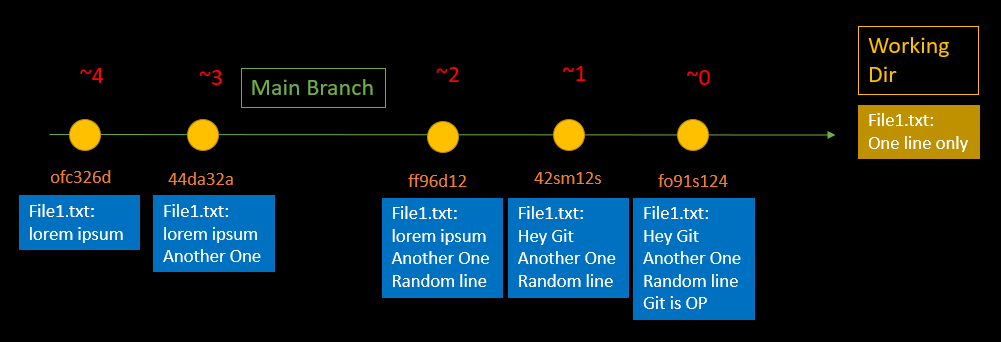 ~4
~3
Main Branch
~2
~1
~0
Working
Dir
File1.txt:
One line only
ofc326d
File1.txt:
lorem ipsum
44da32a
File1.txt:
lorem ipsum
Another One
ff96d12
File1.txt:
lorem ipsum
Another One
Random line
42sm12s
File1.txt:
Hey Git
Another One
Random line
fo91s124
File1.txt:
Hey Git
Another One
Random line
Git is OP